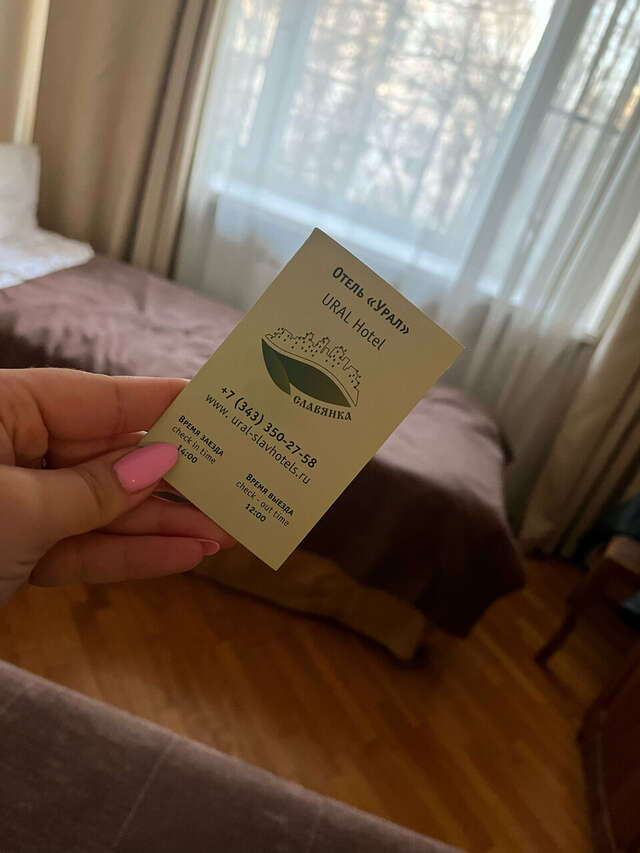 Отель «Урал»
URAL Hotel
СЛАВЯНКА
+7 (343) 350-27-58
www. ural-slavhotels.ru
Время заезда
check in time
14:00
Время выезда
check - out time
12:00